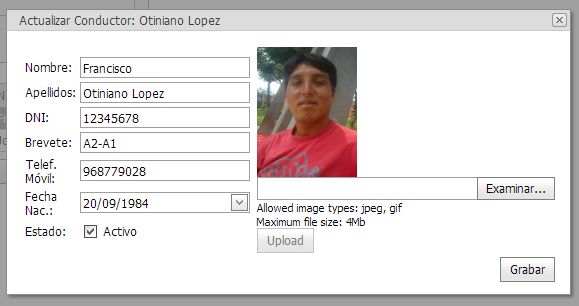 Actualizar Conductor: Otiniano Lopez
Nombre: Francisco
Apellidos: Otiniano Lopez
DNI: 12345678
Brevete: A2-A1
Telef. Móvil: 968779028
Fecha Nac.: 20/09/1984
Estado: Activo
Examinar...
Allowed image types: jpeg, gif
Maximum file size: 4Mb
Upload
Grabar